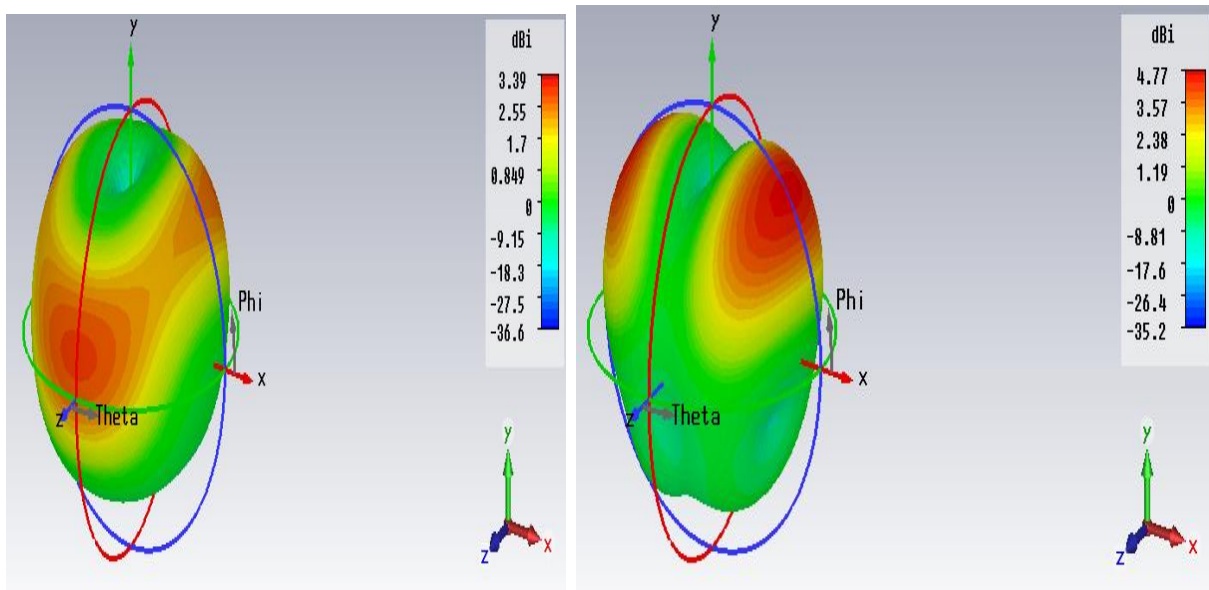 y
dBi
3.39
2.55
1.7
0.849
0
-9.15
-18.3
-27.5
-36.6
Phi
x
z
Theta
y
z
x
y
dBi
4.77
3.57
2.38
1.19
0
-8.81
-17.6
-26.4
-35.2
Phi
x
z
Theta
y
z
x